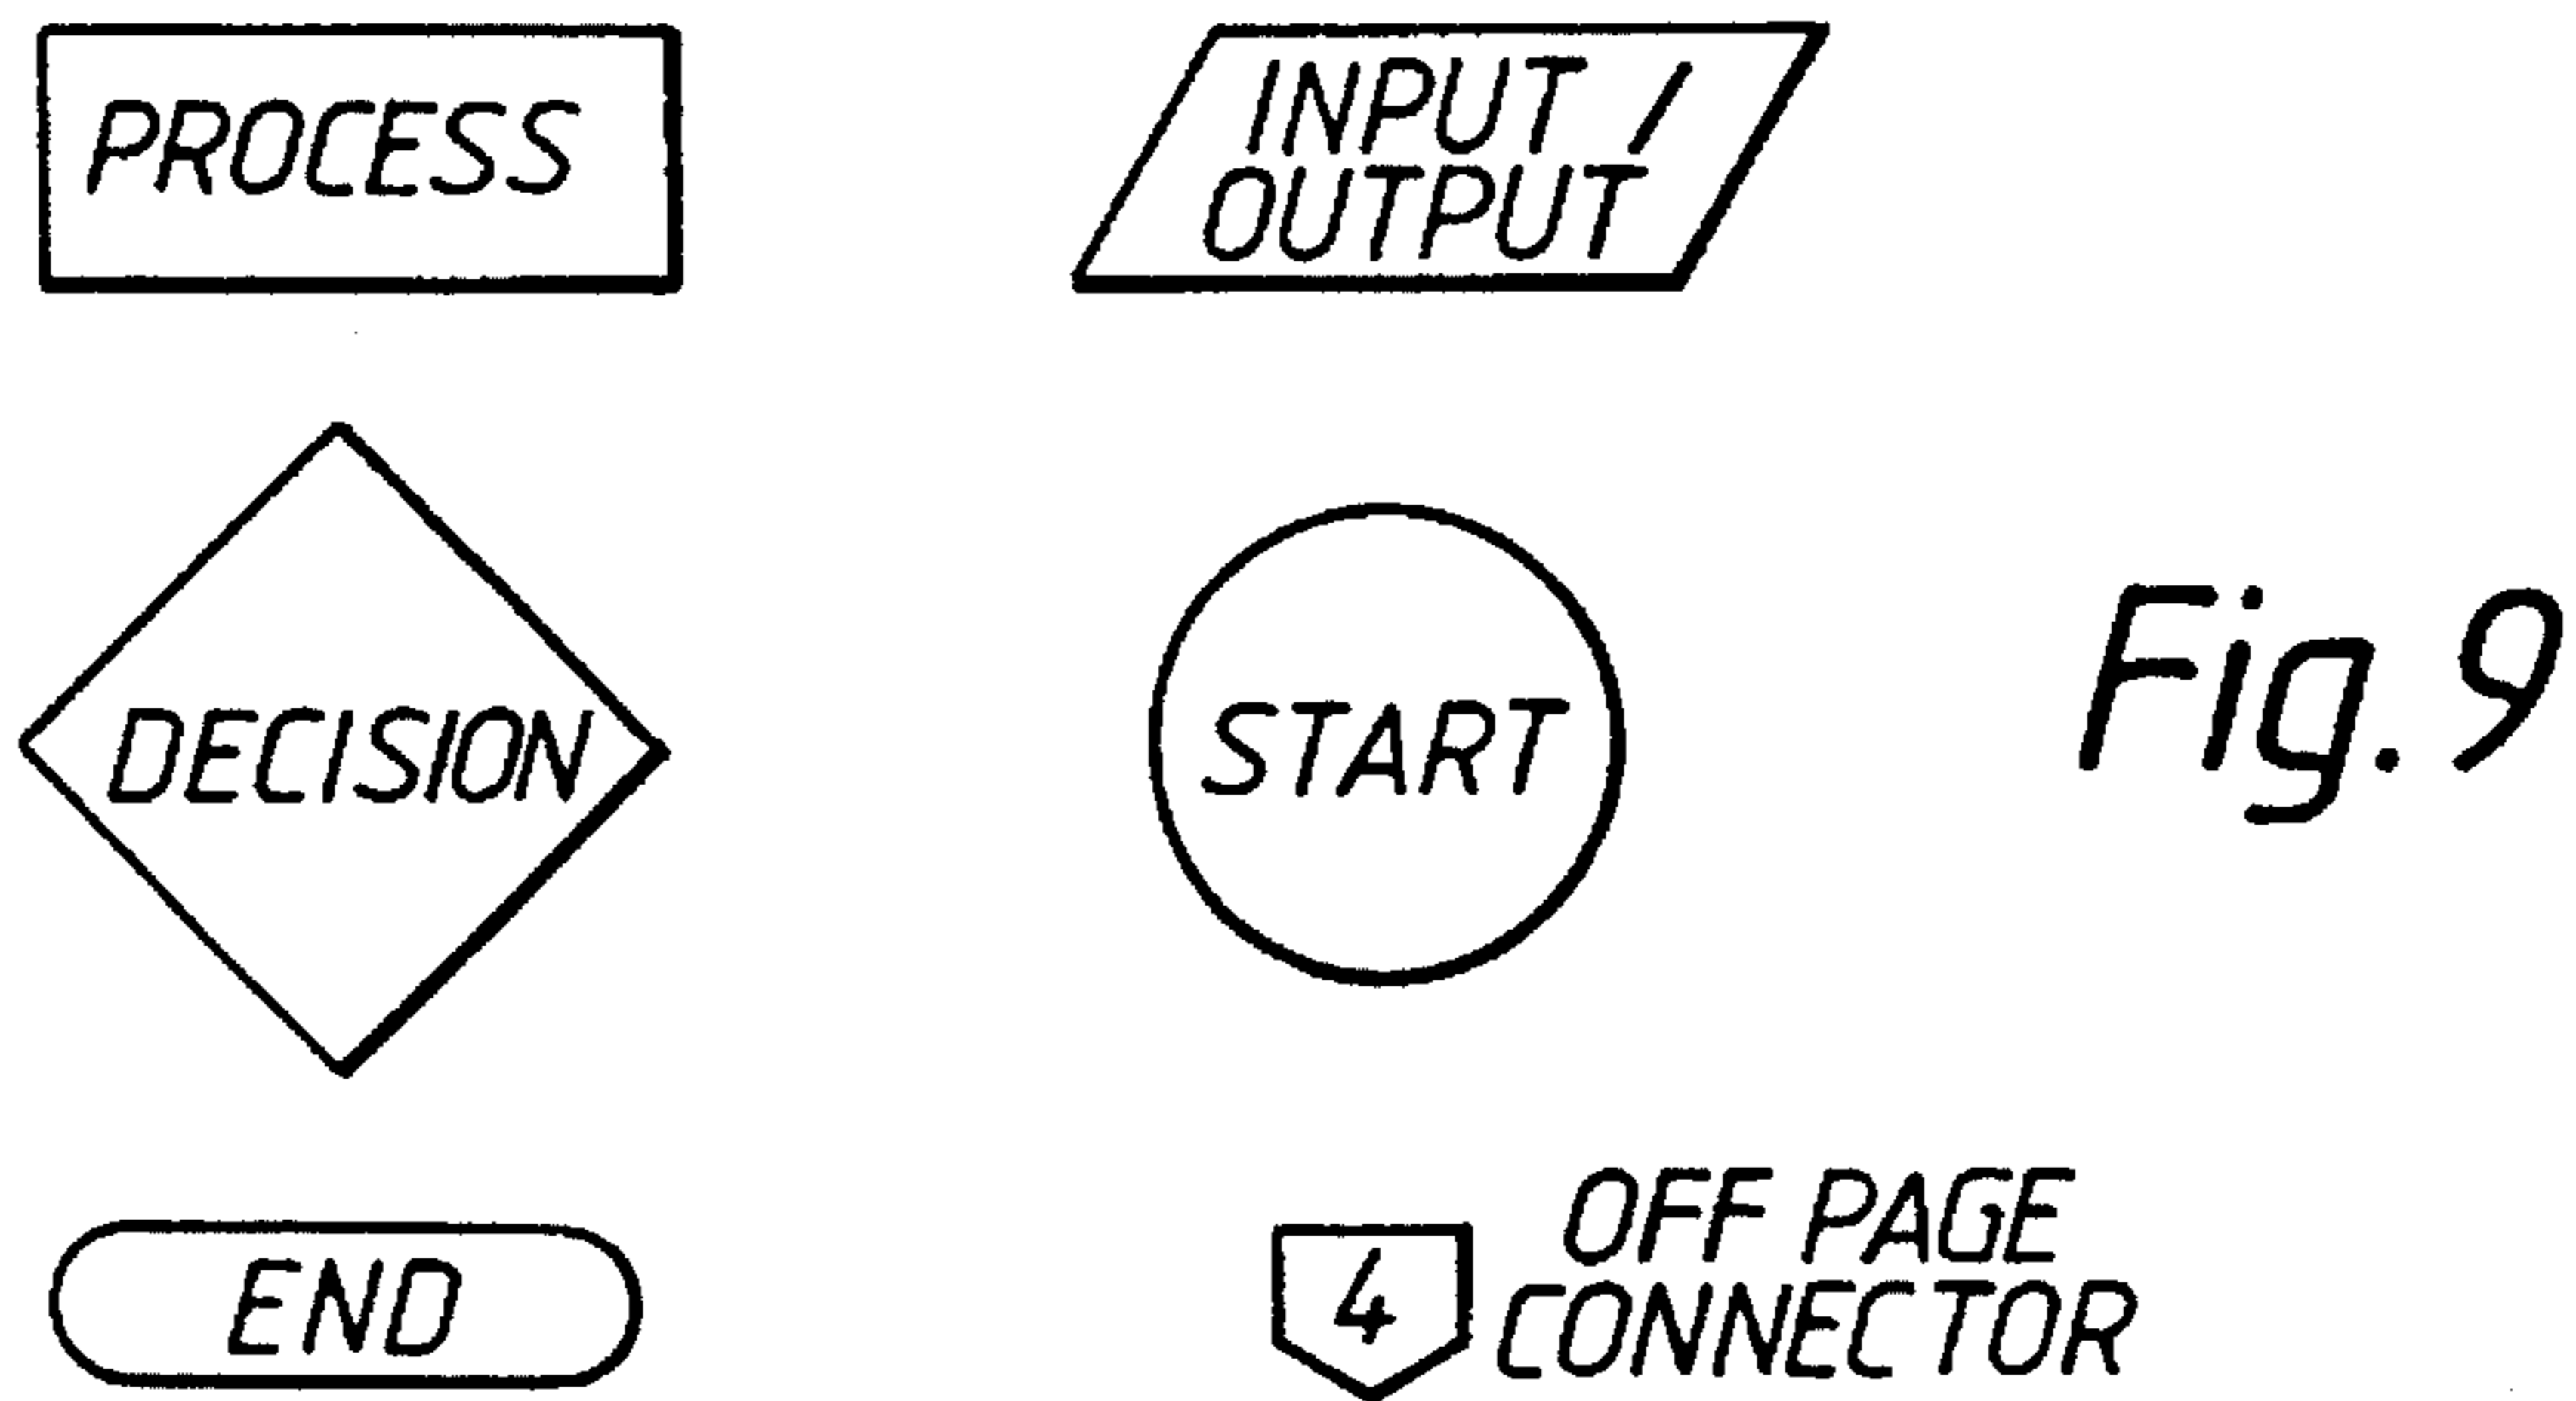 PROCESS
INPUT /
OUTPUT
DECISION
START
Fig. 9
END
4
OFF PAGE
CONNECTOR